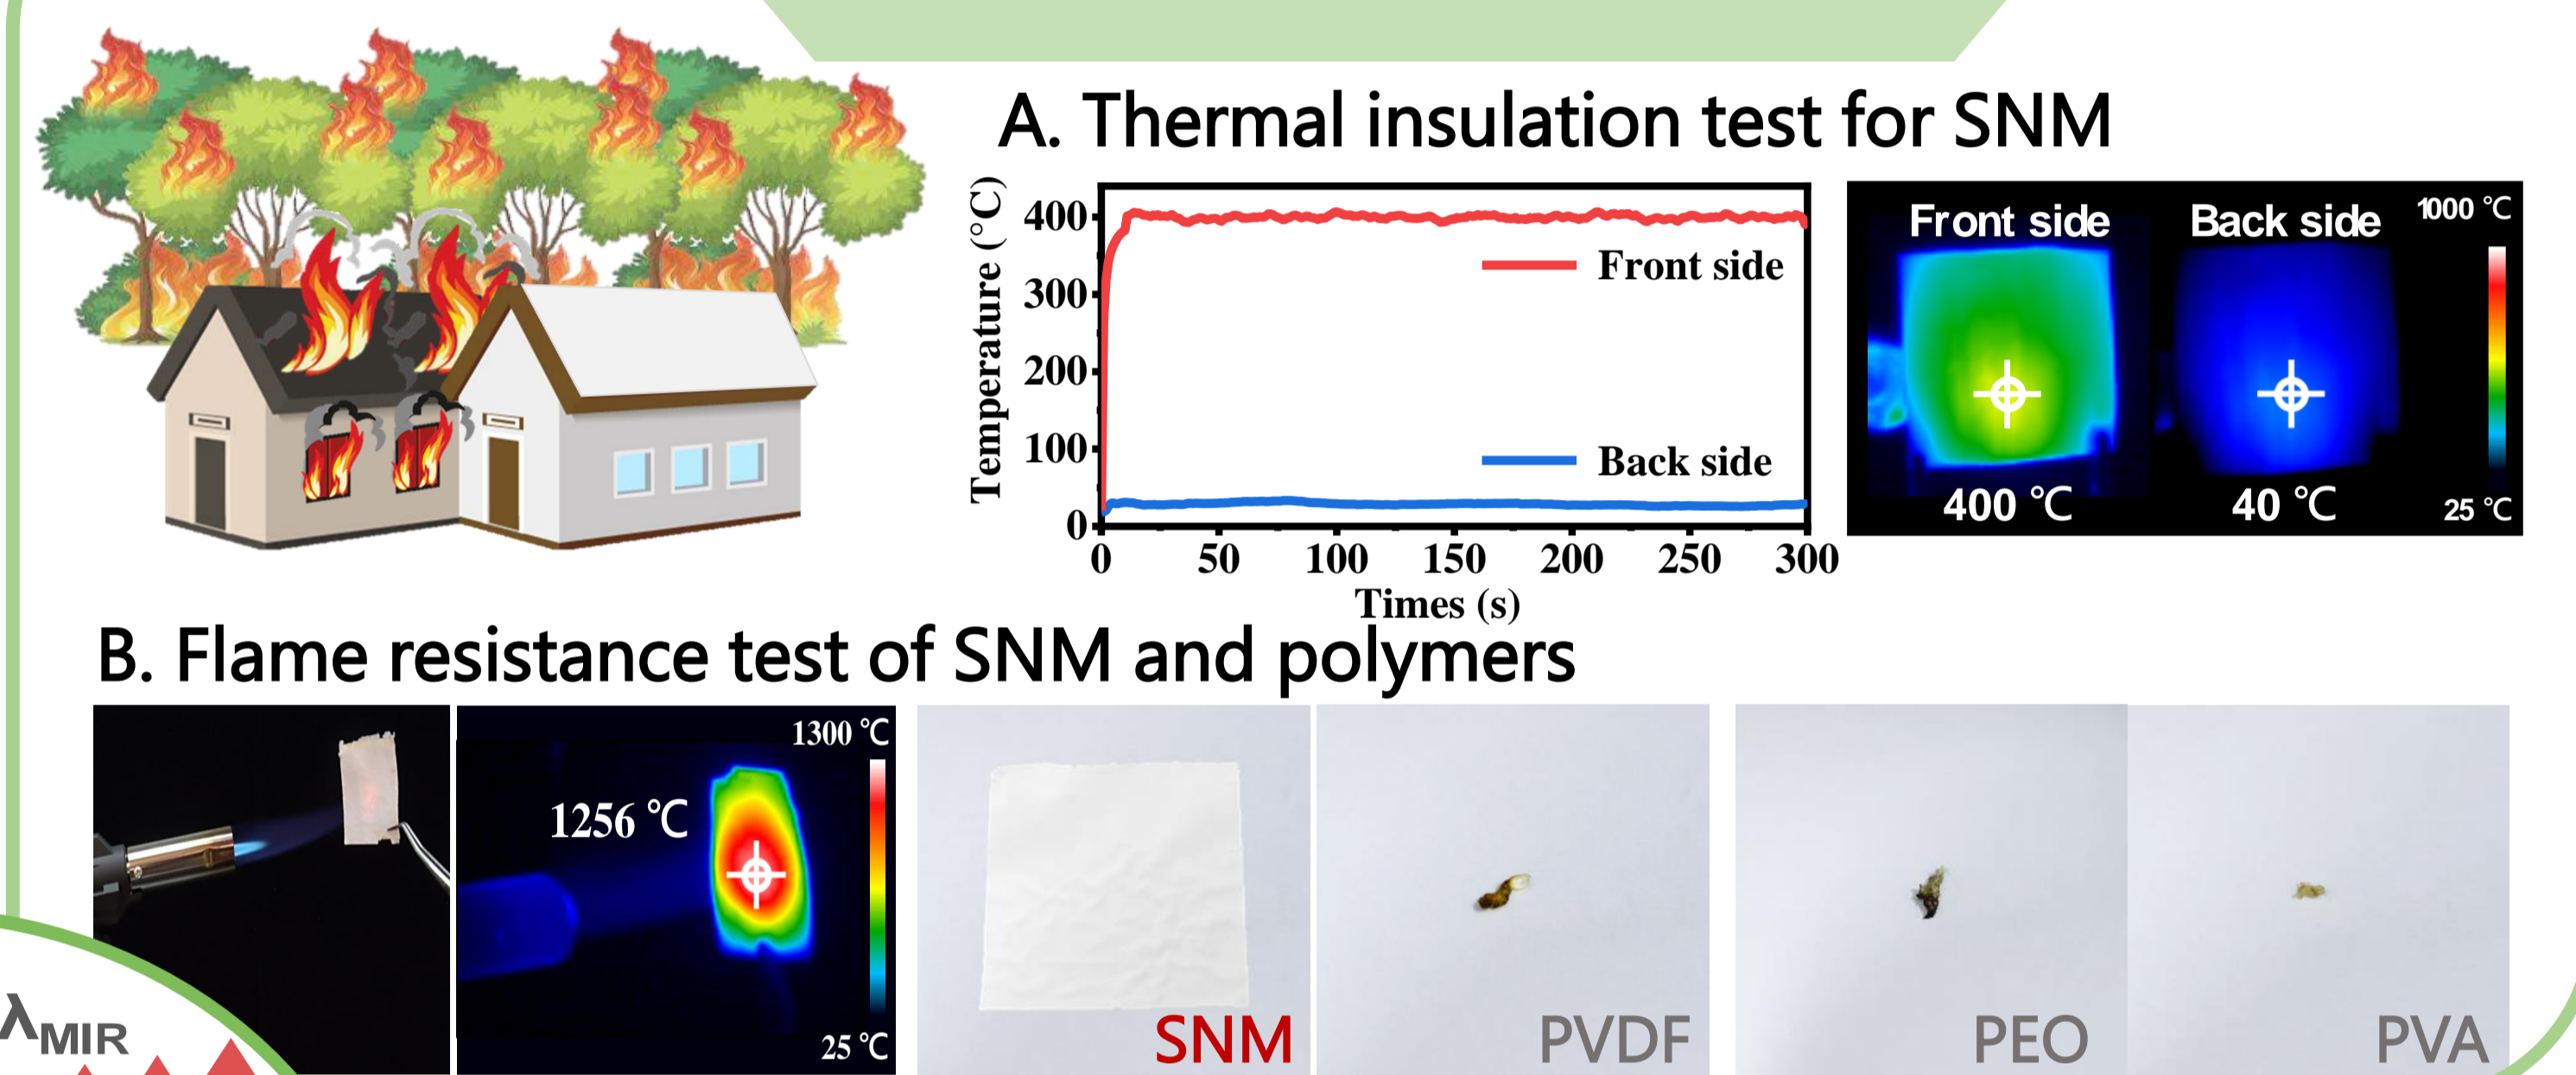 A. Thermal insulation test for SNM
Temperature (°C)
400
300
200
100
0
0 50 100 150 200 250 300
Times (s)
Front side
Back side
Front side
Back side
1000 ℃
400 ℃
40 ℃
25 ℃
B. Flame resistance test of SNM and polymers
1300 ℃
1256 ℃
25 ℃
SNM
PVDF
PEO
PVA
λMIR